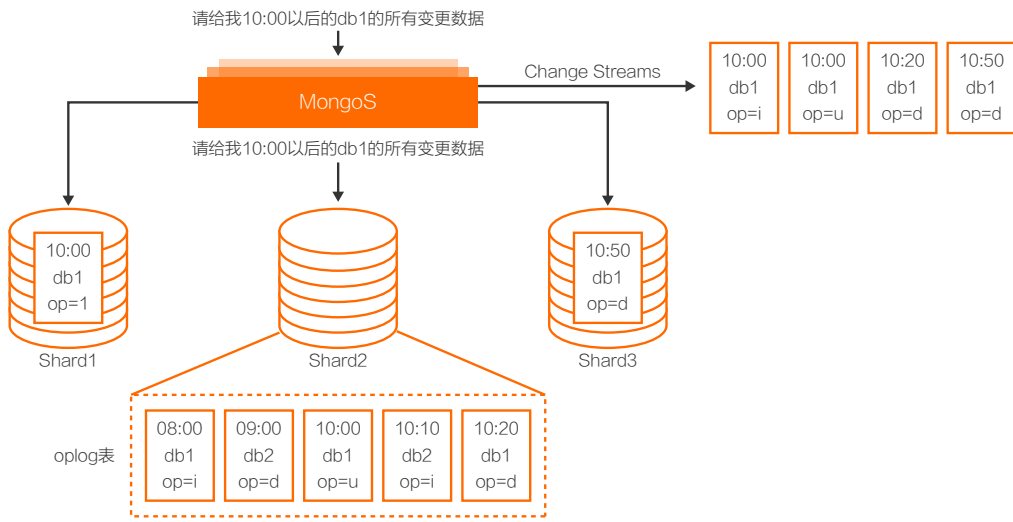 请给我10:00以后的db1的所有变更数据
MongoS
Change Streams
10:00
db1
op=i
10:00
db1
op=u
10:20
db1
op=d
10:50
db1
op=d
请给我10:00以后的db1的所有变更数据
10:00
db1
op=1
Shard1
Shard2
10:50
db1
op=d
Shard3
oplog表
08:00
db1
op=i
09:00
db2
op=d
10:00
db1
op=u
10:10
db2
op=i
10:20
db1
op=d